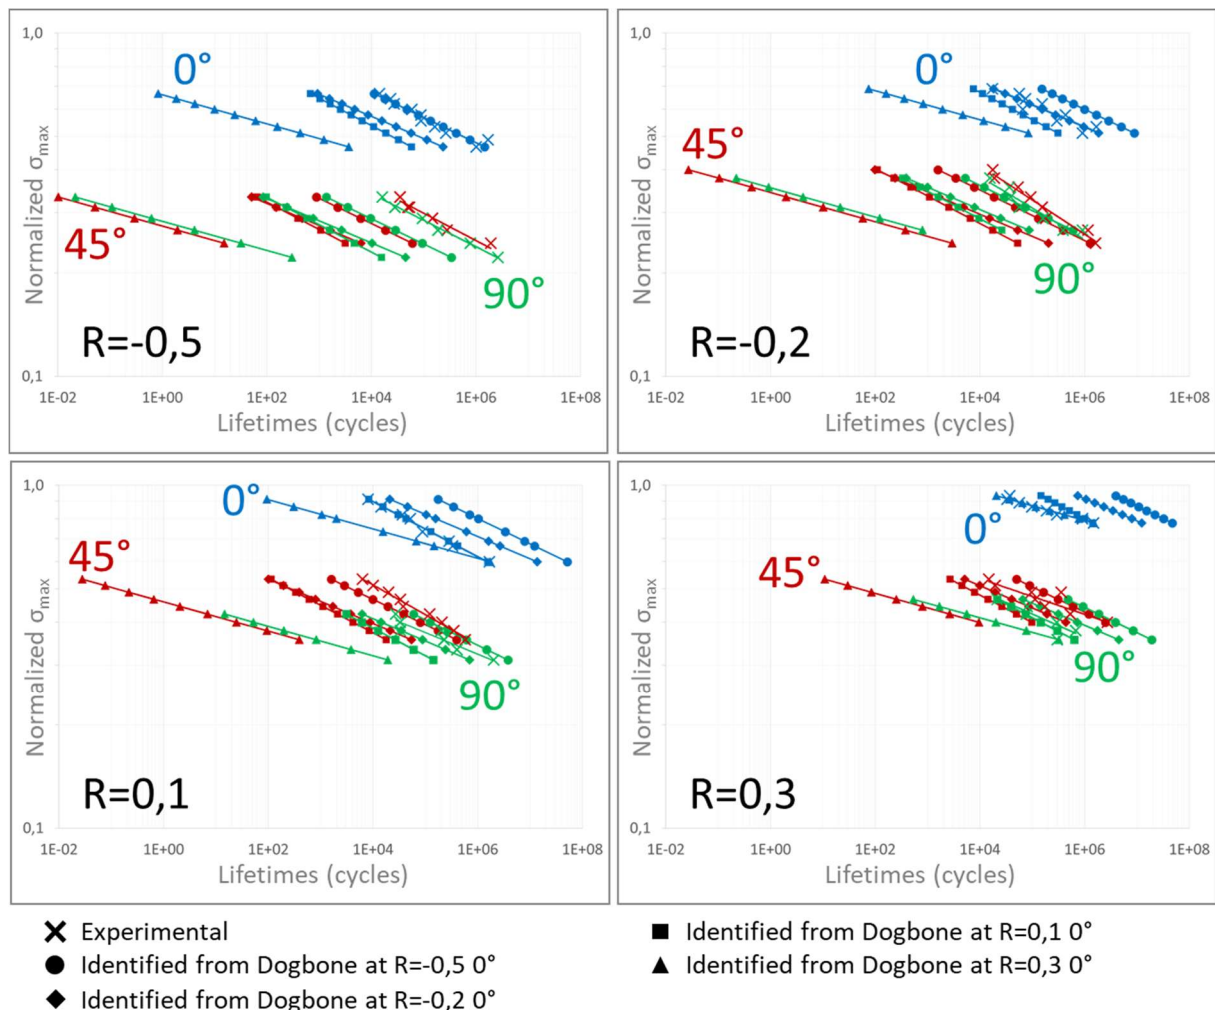 1,0
1,0
0°
0°
45°
45°
90°
90°
R=-0,5
R=-0,2
0,1
0,1
Normalized σmax
Normalized σmax
1E-02 1E+00 1E+02 1E+04 1E+06 1E+08
1E-02 1E+00 1E+02 1E+04 1E+06 1E+08
Lifetimes (cycles)
Lifetimes (cycles)
1,0
1,0
0°
0°
45°
45°
90°
90°
R=0,1
R=0,3
0,1
0,1
Normalized σmax
Normalized σmax
1E-02 1E+00 1E+02 1E+04 1E+06 1E+08
1E-02 1E+00 1E+02 1E+04 1E+06 1E+08
Lifetimes (cycles)
Lifetimes (cycles)
Experimental
Identified from Dogbone at R=-0,5 0°
Identified from Dogbone at R=-0,2 0°
Identified from Dogbone at R=0,1 0°
Identified from Dogbone at R=0,3 0°